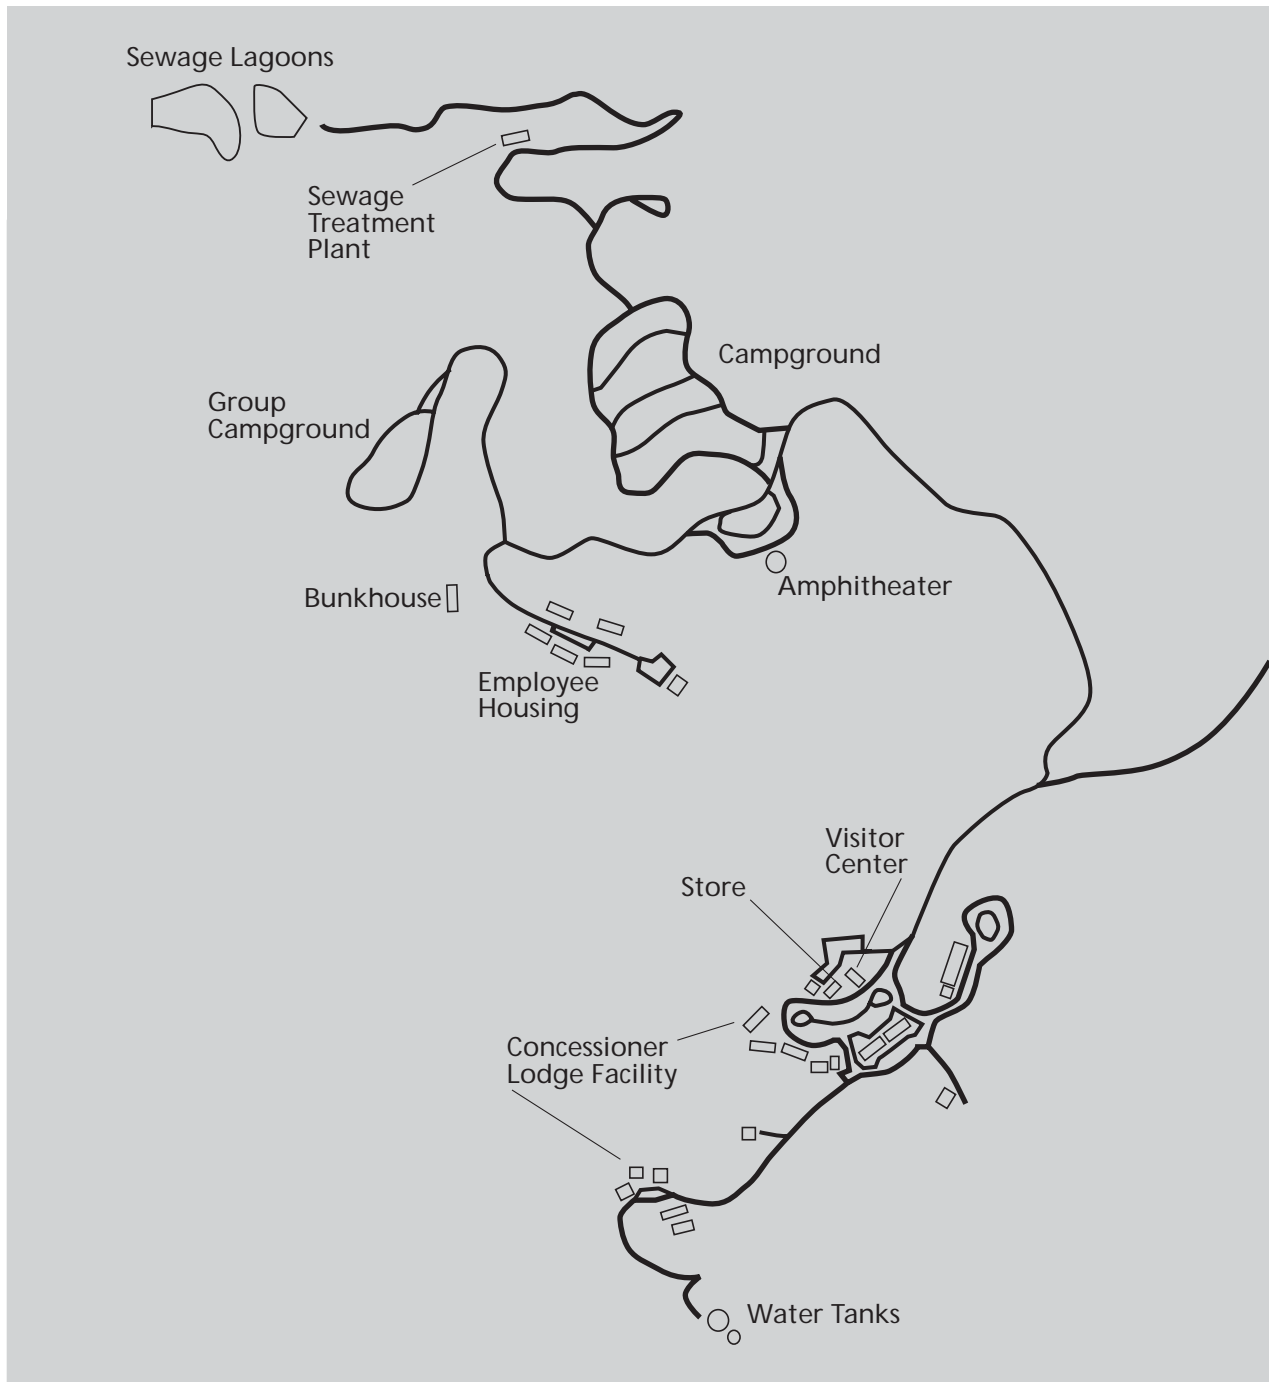 Sewage Lagoons
Sewage
Treatment
Plant
Campground
Group
Campground
Amphitheater
Bunkhouse
Employee
Housing
Visitor
Center
Store
Concessioner
Lodge Facility
Water Tanks